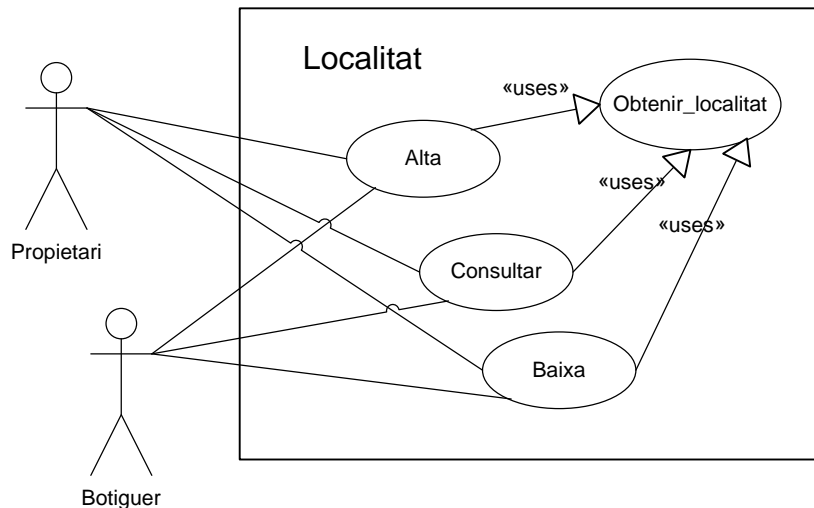 Localitat
«uses»
Obtenir_localitat
Alta
«uses»
«uses»
Propietari
Consultar
Baixa
Botiguer